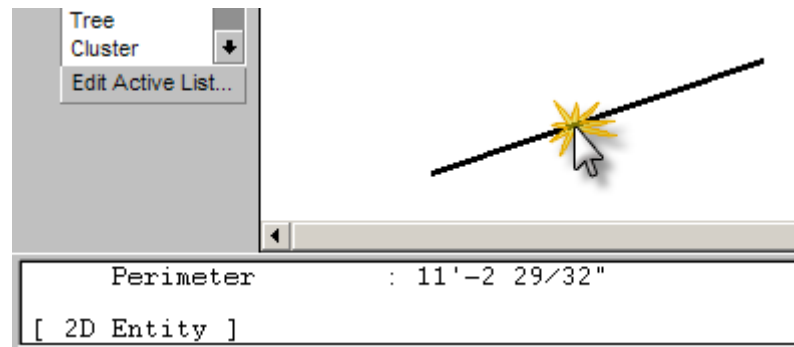 Tree
Cluster
Edit Active List...
Perimeter : 11'-2 29/32"
[ 2D Entity ]